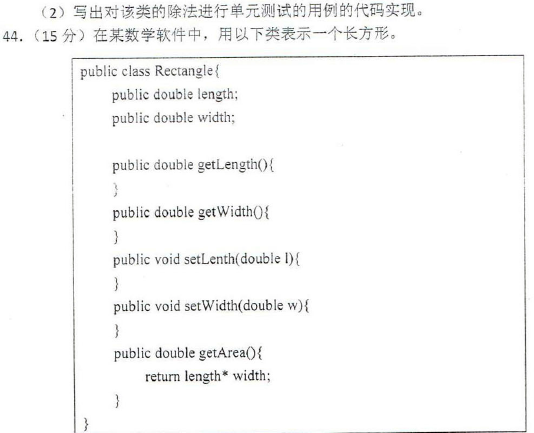 （2）写出对该类的除法进行单元测试的用例的代码实现。
44.（15 分）在某数学软件中，用以下类表示一个长方形。
public class Rectangle{
public double length;
public double width;
public double getLength(){
}
public double getWidth(){
}
public void setLenth(double l){
}
public void setWidth(double w){
}
public double getArea(){
return length* width;
}
}